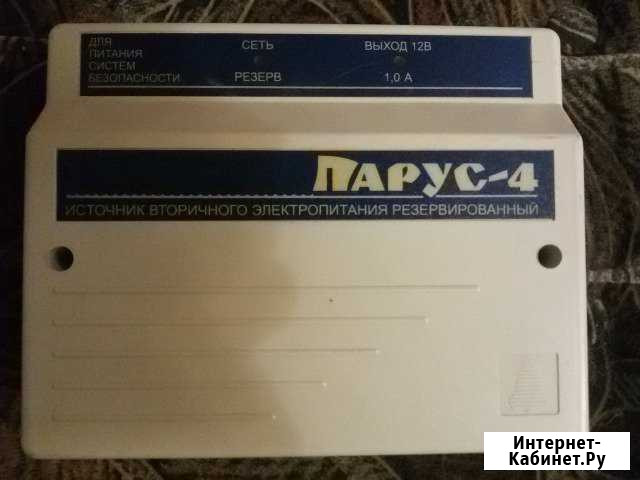 ДЛЯ
ПИТАНИЯ
СИСТЕМ
БЕЗОПАСНОСТИ
СЕТЬ
РЕЗЕРВ
ВЫХОД 12В
1,0 А
ПАРУС-4
ИСТОЧНИК ВТОРИЧНОГО ЭЛЕКТРОПИТАНИЯ РЕЗЕРВИРОВАННЫЙ
Интернет-
Кабинет.Ру